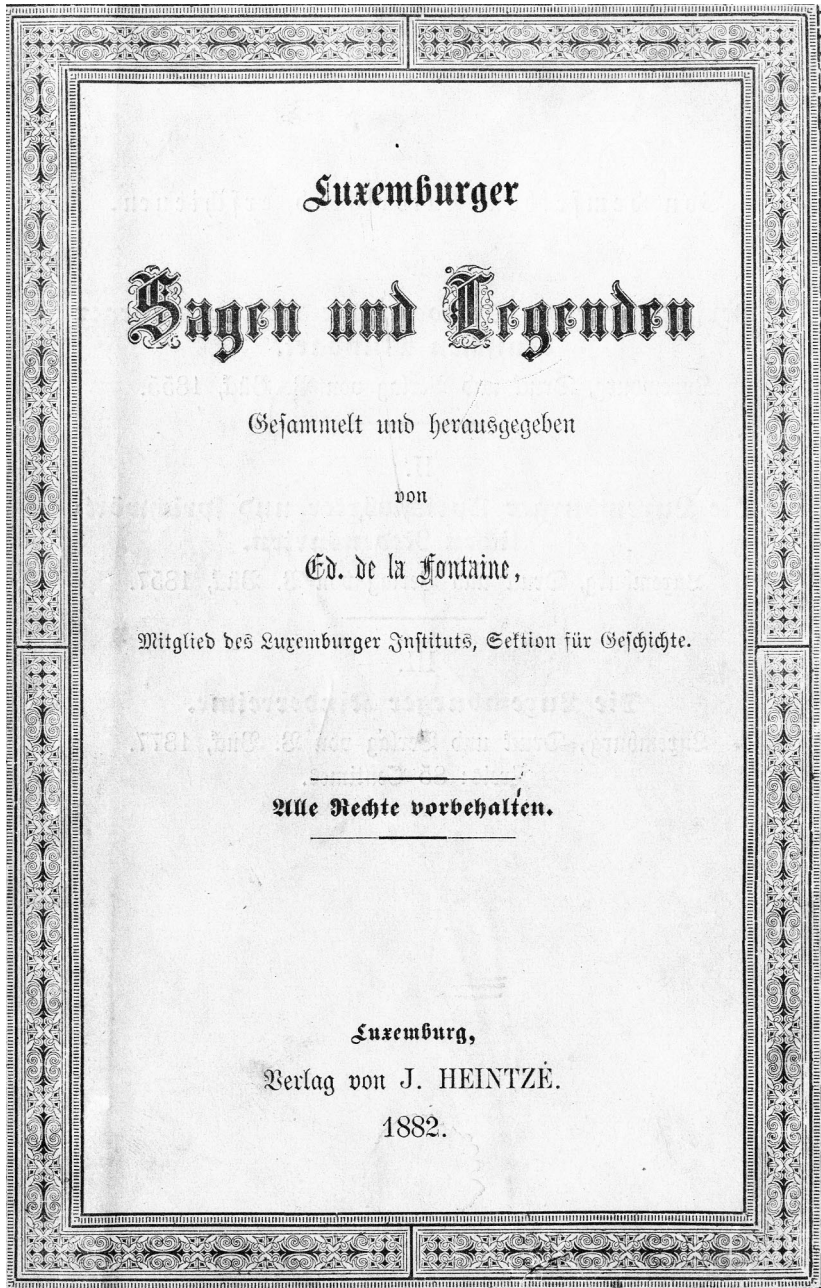 Luxemburger
Sagen und Legenden
Gesammelt und herausgegeben
von
Ed. de la Fontaine,
Mitglied des Luxemburger Instituts, Sektion für Geschichte.
Alle Rechte vorbehalten.
Luxemburg,
Verlag von J. HEINTZÉ.
1882.